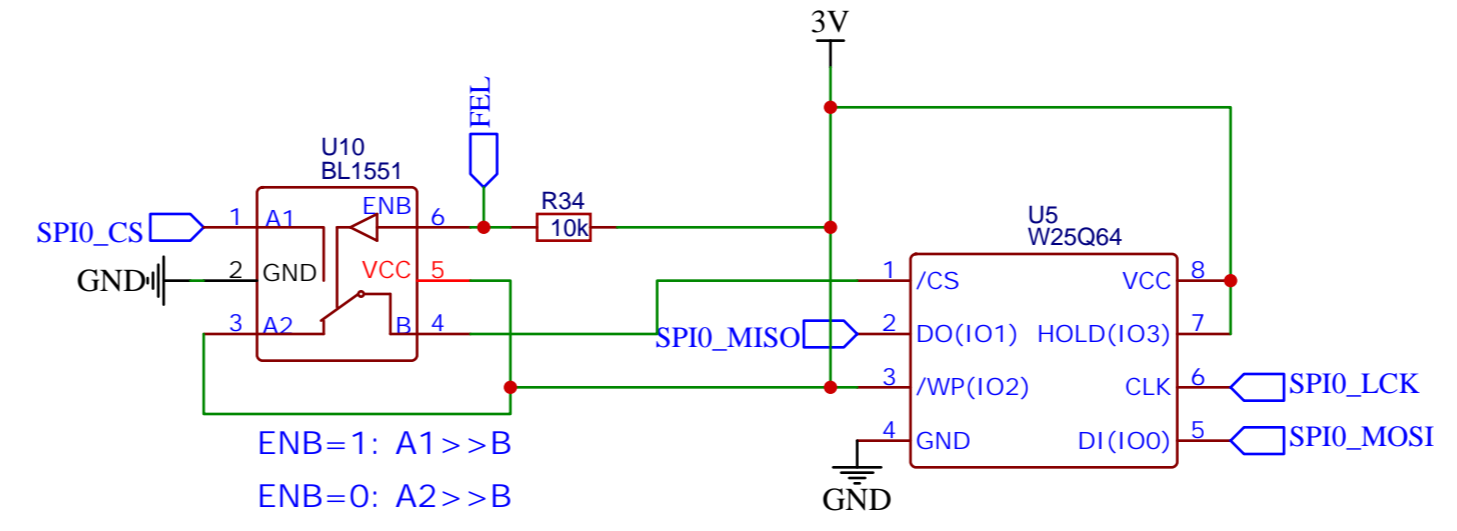 3V
FEL
U10
BL1551
SPI0_CS
1
A1
ENB
6
R34
10k
GND
2
GND
VCC
5
3
A2
B
4
U5
W25Q64
1
/CS
VCC
8
SPI0_MISO
2
DO(IO1)
HOLD(IO3)
7
3
/WP(IO2)
CLK
6
SPI0_LCK
4
GND
DI(IO0)
5
SPI0_MOSI
GND
ENB=1: A1>>B
ENB=0: A2>>B